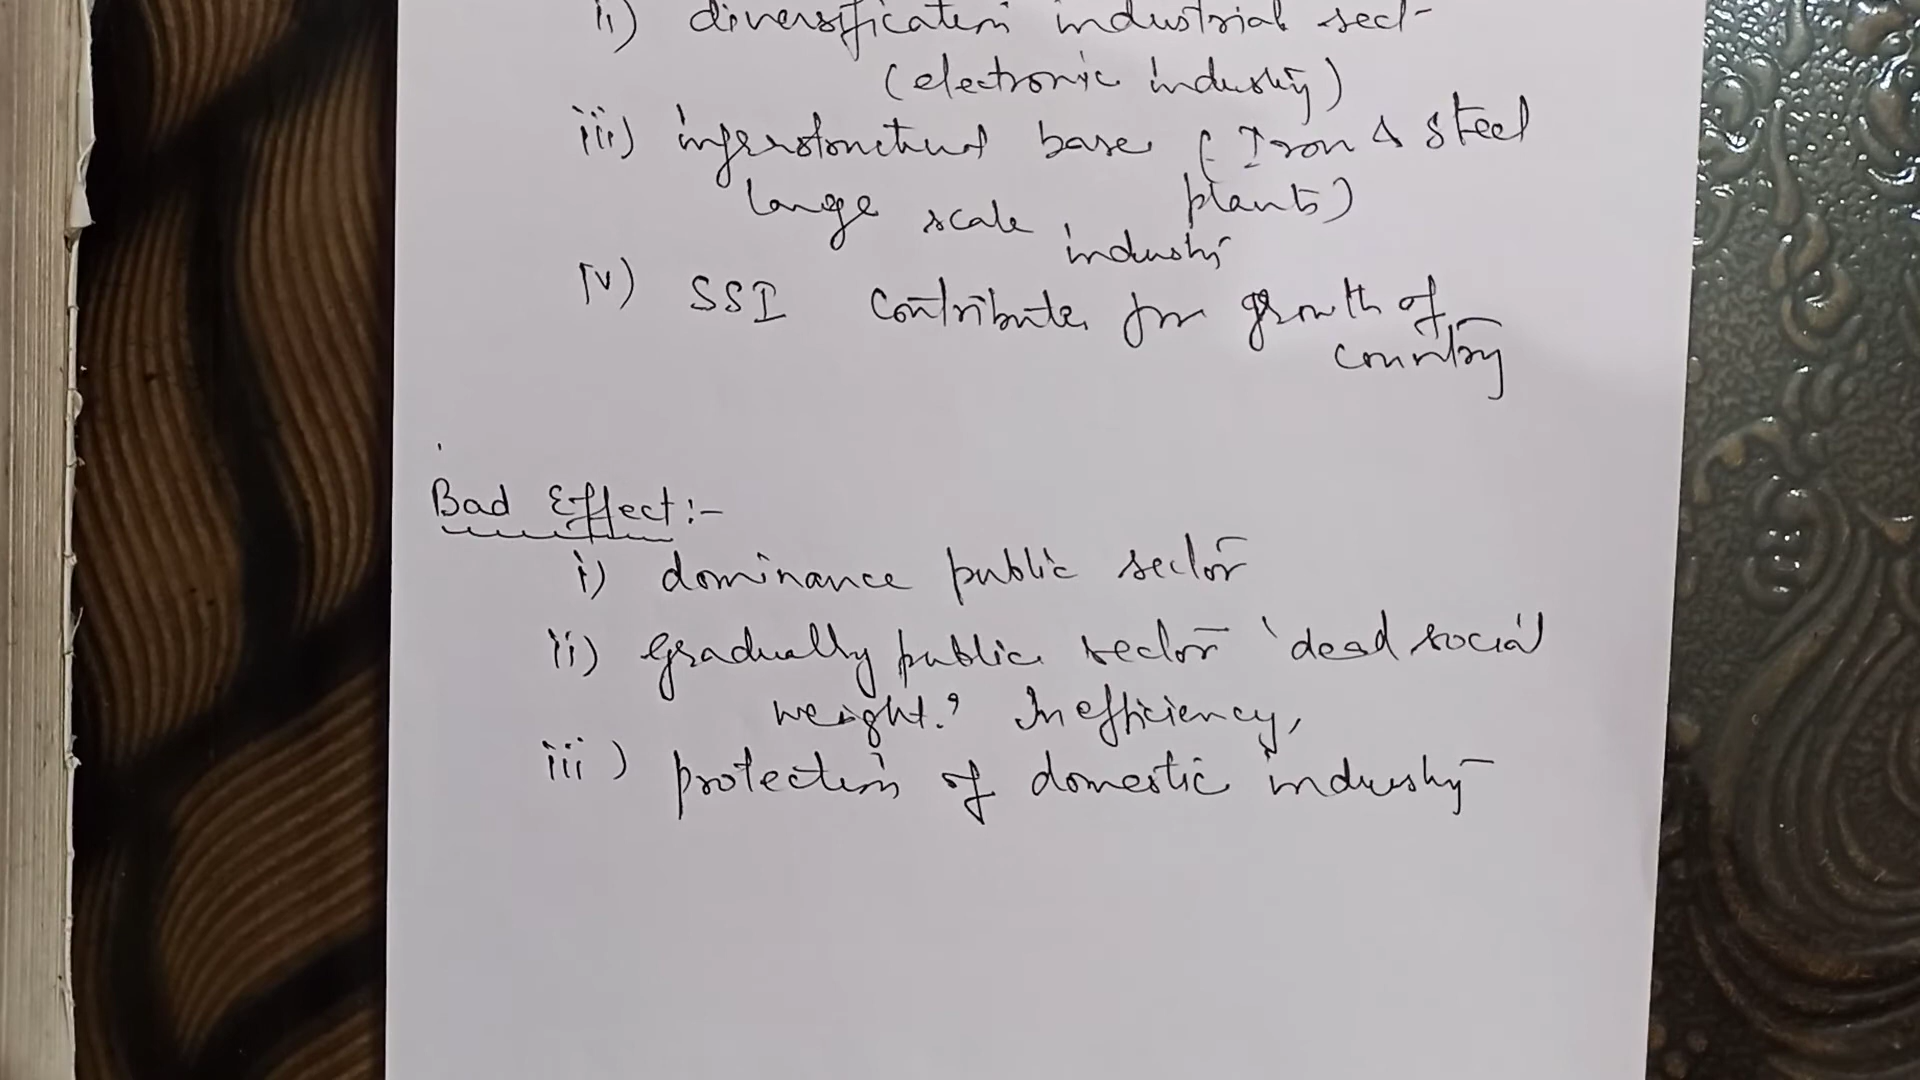 ii) diversification industrial sect-
(electronic industry)
iii) infrastructural base (Iron & steel
plants)
large scale
industry
IV) SSI contribute for growth of
country
Bad Effect:-
i) dominance public sector
ii) gradually public sector 'dead social
weight.' Inefficiency,
iii) protection of domestic industry